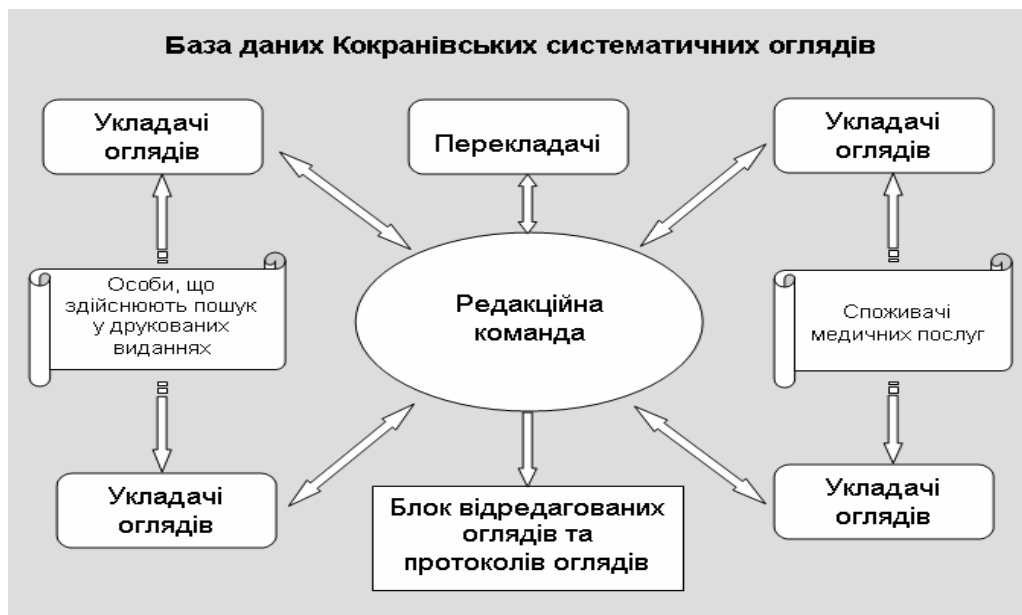 База даних Кокранівських систематичних оглядів
Укладачі
оглядів
Перекладачі
Укладачі
оглядів
Особи, що
здійснюють пошук
у друкованих
виданнях
Редакційна
команда
Споживачі
медичних послуг
Укладачі
оглядів
Блок відредагованих
оглядів та
протоколів оглядів
Укладачі
оглядів